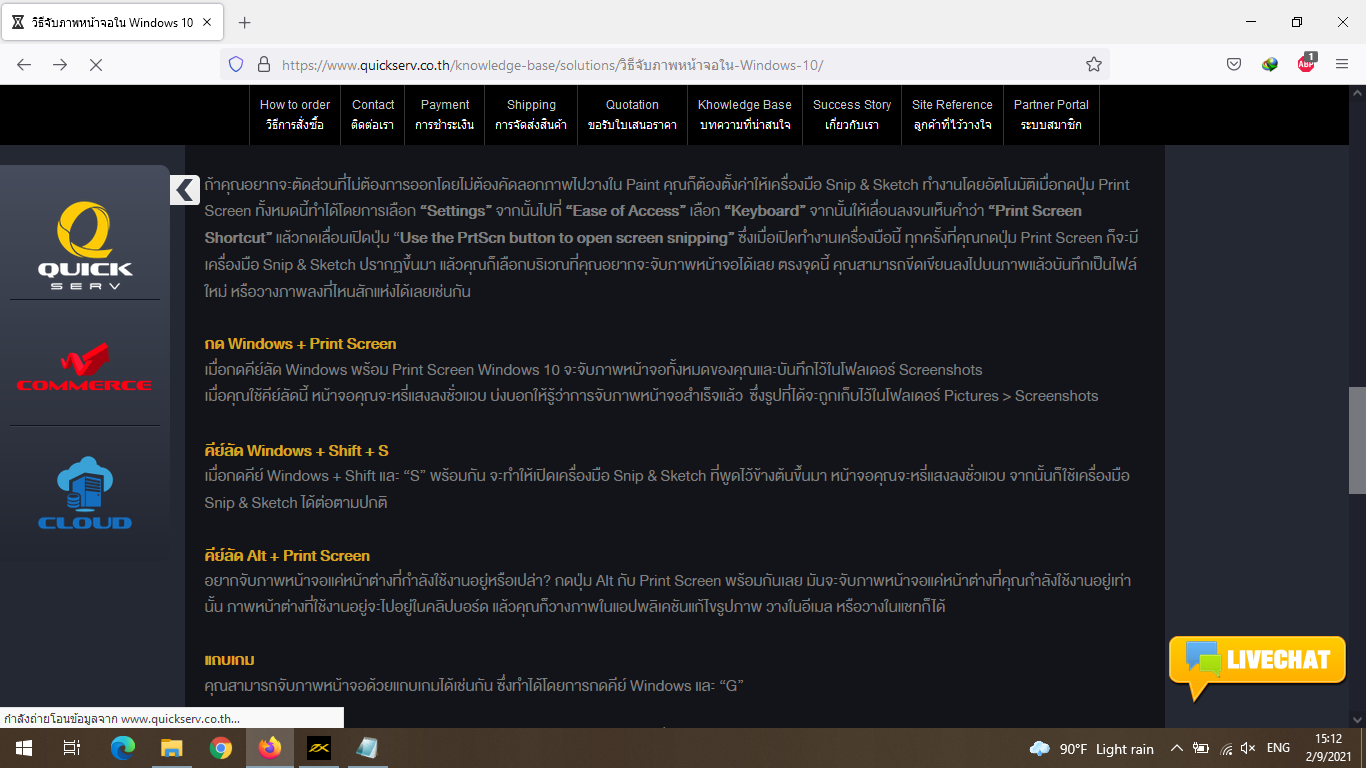 วิธีจับภาพหน้าจอใน Windows 10
https://www.quickserv.co.th/knowledge-base/solutions/วิธีจับภาพหน้าจอใน-Windows-10/
ABP 1
How to order Contact Payment Shipping Quotation Khowledge Base Success Story Site Reference Partner Portal
วิธีการสั่งซื้อ ติดต่อเรา การชำระเงิน การจัดส่งสินค้า ขอรับใบเสนอราคา บทความที่น่าสนใจ เกี่ยวกับเรา ลูกค้าที่ไว้วางใจ ระบบสมาชิก
QUICK
SERV
COMMERCE
CLOUD
ถ้าคุณอยากจะตัดส่วนที่ไม่ต้องการออกโดยไม่ต้องคัดลอกภาพไปวางใน Paint คุณก็ต้องตั้งค่าให้เครื่องมือ Snip & Sketch ทำงานโดยอัตโนมัติเมื่อกดปุ่ม Print
Screen ทั้งหมดนี้ทำได้โดยการเลือก “Settings” จากนั้นไปที่ “Ease of Access” เลือก “Keyboard” จากนั้นให้เลื่อนลงจนเห็นคำว่า “Print Screen
Shortcut” แล้วกดเลื่อนเปิดปุ่ม “Use the PrtScn button to open screen snipping” ซึ่งเมื่อเปิดทำงานเครื่องมือนี้ ทุกครั้งที่คุณกดปุ่ม Print Screen ก็จะมี
เครื่องมือ Snip & Sketch ปรากฏขึ้นมา แล้วคุณก็เลือกบริเวณที่คุณอยากจะจับภาพหน้าจอได้เลย ตรงจุดนี้ คุณสามารถขีดเขียนลงไปบนภาพแล้วบันทึกเป็นไฟล์
ใหม่ หรือวางภาพลงที่ไหนสักแห่งได้เลยเช่นกัน
กด Windows + Print Screen
เมื่อกดคีย์ลัด Windows พร้อม Print Screen Windows 10 จะจับภาพหน้าจอทั้งหมดของคุณและบันทึกไว้ในโฟลเดอร์ Screenshots
เมื่อคุณใช้คีย์ลัดนี้ หน้าจอคุณจะหรี่แสงลงชั่วแวบ บ่งบอกให้รู้ว่าการจับภาพหน้าจอสำเร็จแล้ว ซึ่งรูปที่ได้จะถูกเก็บไว้ในโฟลเดอร์ Pictures > Screenshots
คีย์ลัด Windows + Shift + S
เมื่อกดคีย์ Windows + Shift และ “S” พร้อมกัน จะทำให้เปิดเครื่องมือ Snip & Sketch ที่พูดไว้ข้างต้นขึ้นมา หน้าจอคุณจะหรี่แสงลงชั่วแวบ จากนั้นก็ใช้เครื่องมือ
Snip & Sketch ได้ต่อตามปกติ
คีย์ลัด Alt + Print Screen
อยากจับภาพหน้าจอแค่หน้าต่างที่กำลังใช้งานอยู่หรือเปล่า? กดปุ่ม Alt กับ Print Screen พร้อมกันเลย มันจะจับภาพหน้าจอแค่หน้าต่างที่คุณกำลังใช้งานอยู่เท่า
นั้น ภาพหน้าต่างที่ใช้งานอยู่จะไปอยู่ในคลิปบอร์ด แล้วคุณก็วางภาพในแอปพลิเคชันแก้ไขรูปภาพ วางในอีเมล หรือวางในแชทก็ได้
แถบเกม
คุณสามารถจับภาพหน้าจอด้วยแถบเกมได้เช่นกัน ซึ่งทำได้โดยการกดคีย์ Windows และ “G”
LIVECHAT
กำลังถ่ายโอนข้อมูลจาก www.quickserv.co.th...
90°F Light rain ENG 15:12
2/9/2021